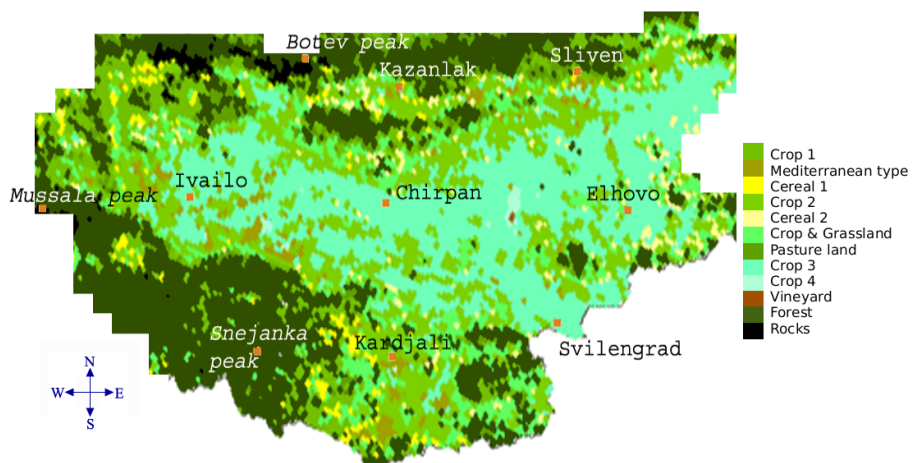 Botev peak
Kazanlak
Sliven
Ivailo
Mussala peak
Chirpan
Elhovo
Snejanka
peak
Kardjali
Svilengrad
N
W
E
S
Crop 1
Mediterranean type
Cereal 1
Crop 2
Cereal 2
Crop & Grassland
Pasture land
Crop 3
Crop 4
Vineyard
Forest
Rocks